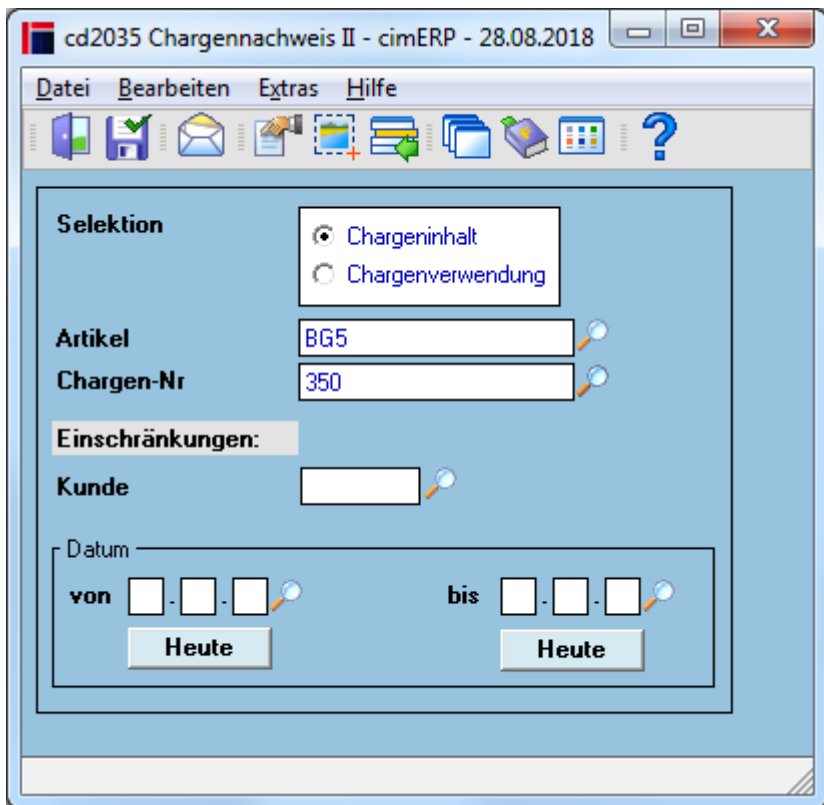 cd2035 Chargennachweis II - cimERP - 28.08.2018
Datei Bearbeiten Extras Hilfe
Selektion
Chargeninhalt
Chargenverwendung
Artikel BG5
Chargen-Nr 350
Einschränkungen:
Kunde
Datum
von . . bis . .
Heute Heute